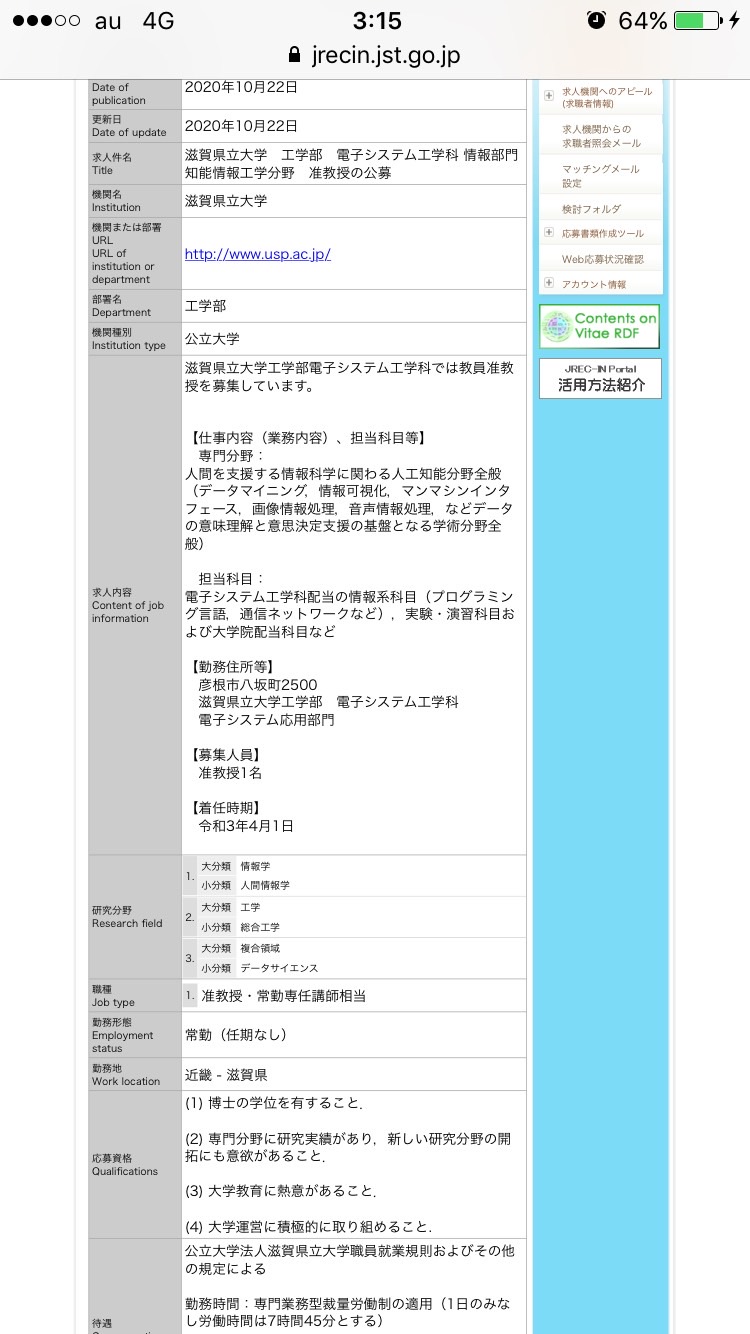 au 4G 3:15 64%
jrecin.jst.go.jp
Date of
publication
2020年10月22日
更新日
Date of update
2020年10月22日
求人件名
Title
滋賀県立大学　工学部　電子システム工学科 情報部門
知能情報工学分野　准教授の公募
機関名
Institution
滋賀県立大学
機関または部署
URL
URL of
institution or
department
http://www.usp.ac.jp/
部署名
Department
工学部
機関種別
Institution type
公立大学
求人内容
Content of job
information
滋賀県立大学工学部電子システム工学科では教員准教
授を募集しています。
【仕事内容（業務内容）、担当科目等】
専門分野：
人間を支援する情報科学に関わる人工知能分野全般
（データマイニング，情報可視化，マンマシンインタ
フェース，画像情報処理，音声情報処理，などデータ
の意味理解と意思決定支援の基盤となる学術分野全
般）
担当科目：
電子システム工学科配当の情報系科目（プログラミン
グ言語，通信ネットワークなど），実験・演習科目お
よび大学院配当科目など
【勤務住所等】
彦根市八坂町2500
滋賀県立大学工学部　電子システム工学科
電子システム応用部門
【募集人員】
准教授1名
【着任時期】
令和3年4月1日
研究分野
Research field
1.
大分類 情報学
小分類 人間情報学
2.
大分類 工学
小分類 総合工学
3.
大分類 複合領域
小分類 データサイエンス
職種
Job type
1. 准教授・常勤専任講師相当
勤務形態
Employment
status
常勤（任期なし）
勤務地
Work location
近畿 - 滋賀県
応募資格
Qualifications
(1) 博士の学位を有すること．
(2) 専門分野に研究実績があり，新しい研究分野の開
拓にも意欲があること．
(3) 大学教育に熱意があること．
(4) 大学運営に積極的に取り組めること．
待遇
公立大学法人滋賀県立大学職員就業規則およびその他
の規定による
勤務時間：専門業務型裁量労働制の適用（1日のみな
し労働時間は7時間45分とする）
求人機関へのアピール
(求職者情報)
求人機関からの
求職者照会メール
マッチングメール
設定
検討フォルダ
応募書類作成ツール
Web応募状況確認
アカウント情報
Contents on
Vitae RDF
JREC-IN Portal
活用方法紹介